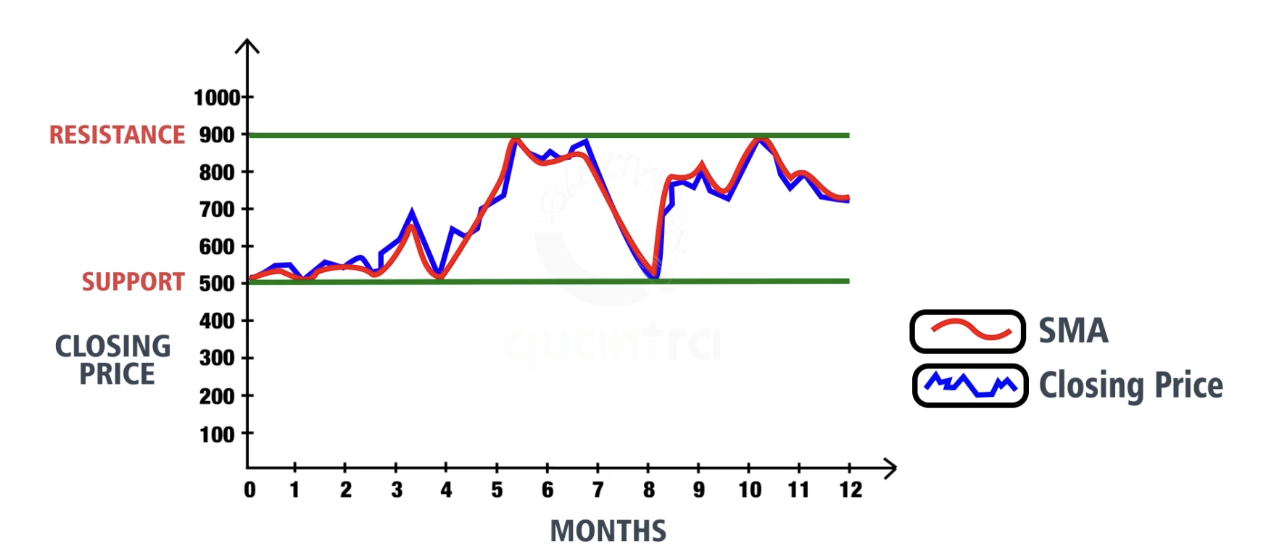 1000
RESISTANCE 900
800
700
600
SUPPORT 500
400
CLOSING
PRICE
300
200
100
0 1 2 3 4 5 6 7 8 9 10 11 12
MONTHS
SMA
Closing Price
quantra